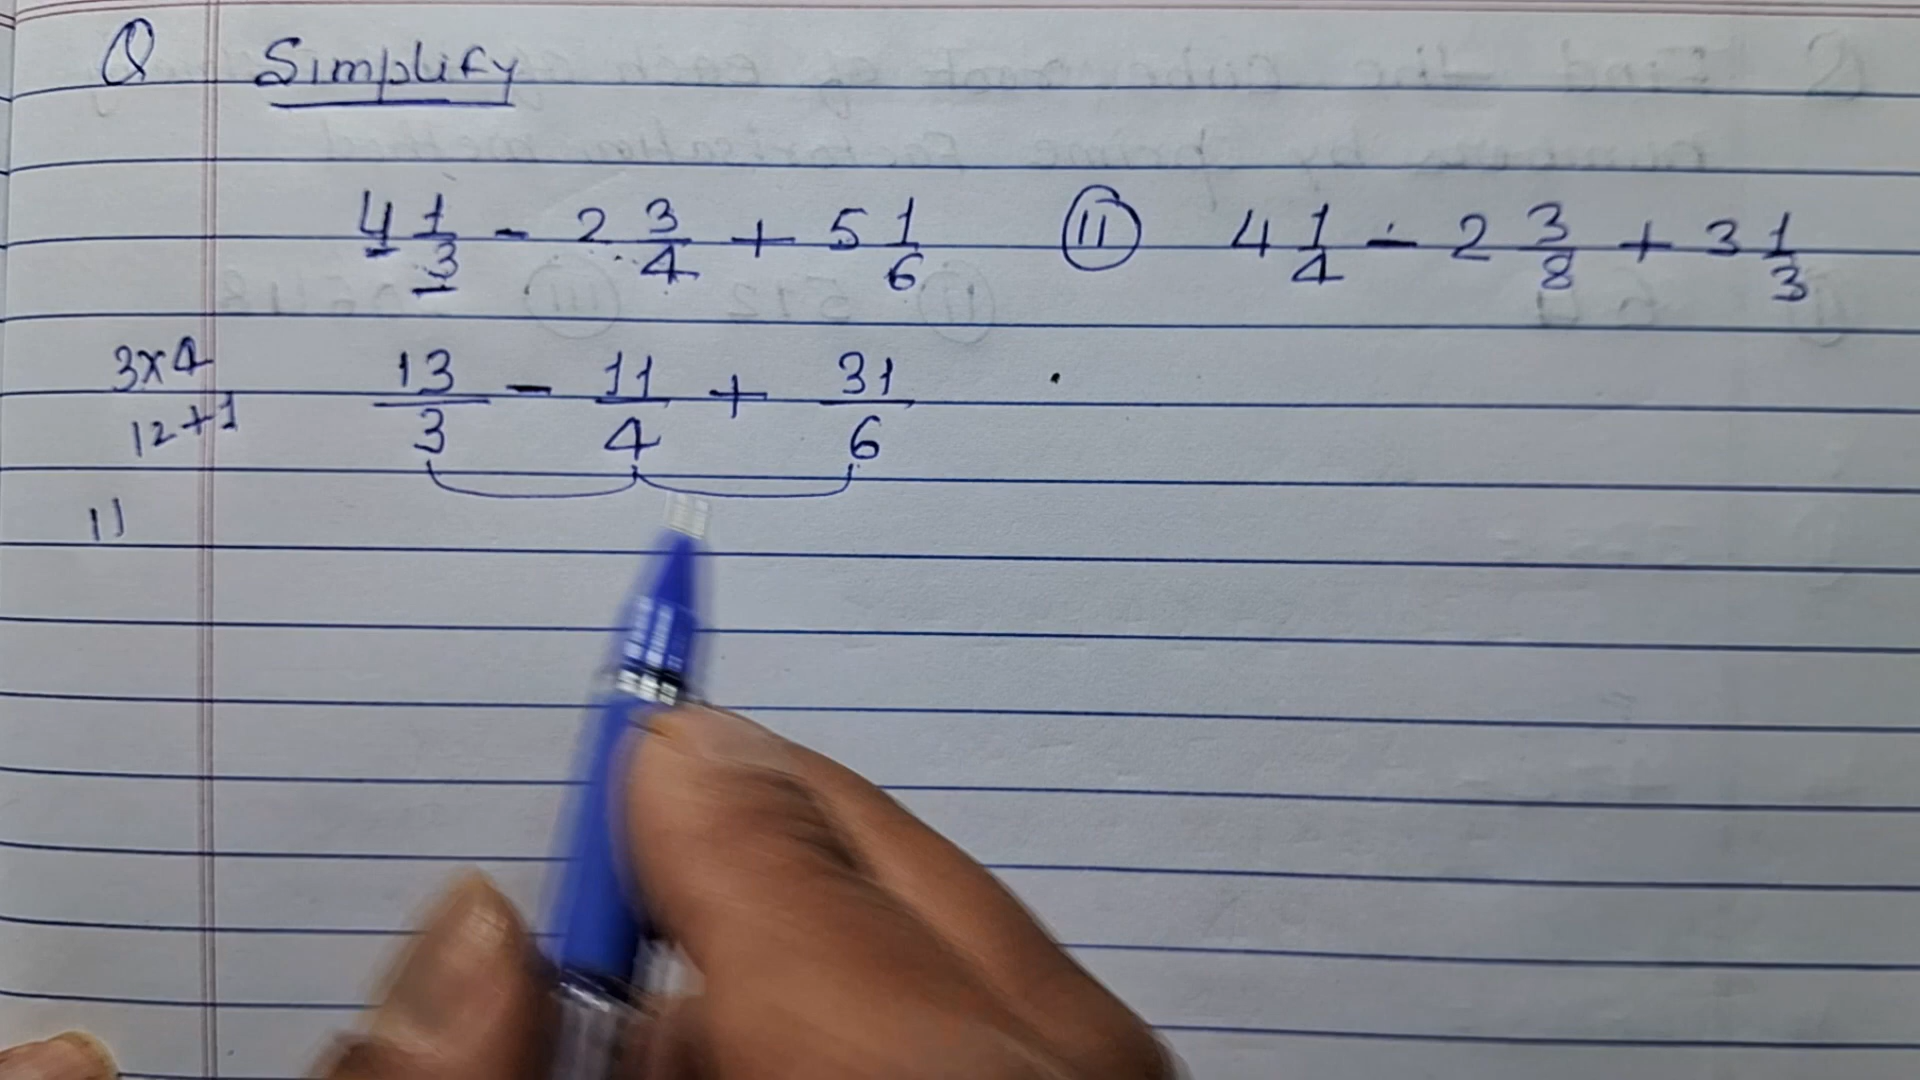 Q Simplify
4 1/3 - 2 3/4 + 5 1/6 (11) 4 1/4 - 2 3/8 + 3 1/3
3x4 13/3 - 11/4 + 31/6
12+1
11